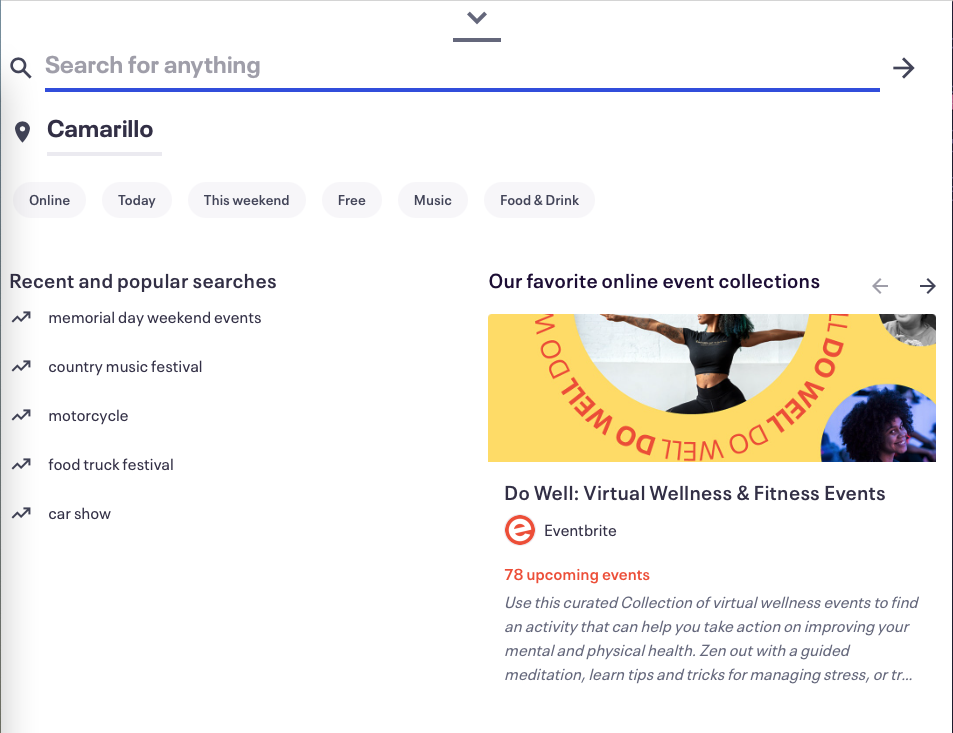 Search for anything
Camarillo
Online
Today
This weekend
Free
Music
Food & Drink
Recent and popular searches
memorial day weekend events
country music festival
motorcycle
food truck festival
car show
Our favorite online event collections
DO WELL DO WELL DO WELL DO WELL
Do Well: Virtual Wellness & Fitness Events
Eventbrite
78 upcoming events
Use this curated Collection of virtual wellness events to find
an activity that can help you take action on improving your
mental and physical health. Zen out with a guided
meditation, learn tips and tricks for managing stress, or tr...